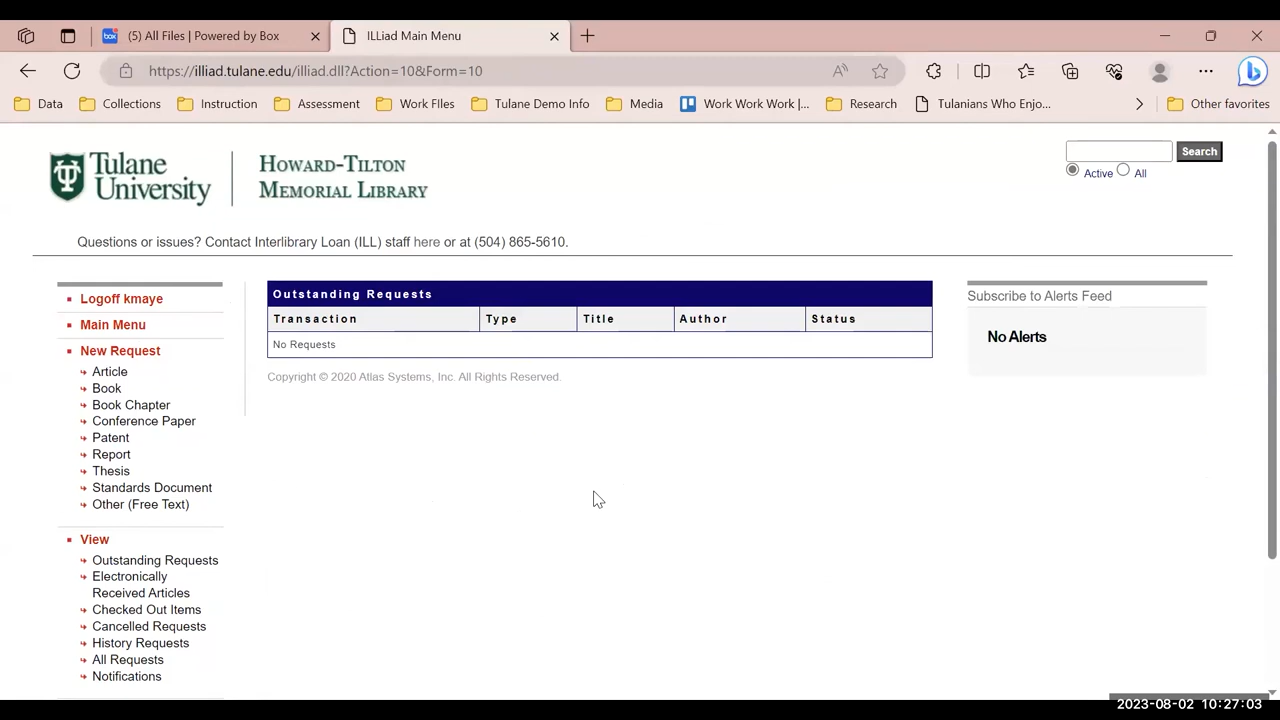 box
(5) All Files | Powered by Box
ILLiad Main Menu
https://illiad.tulane.edu/illiad.dll?Action=10&Form=10
Data
Collections
Instruction
Assessment
Work FIles
Tulane Demo Info
Media
Work Work Work |...
Research
Tulanians Who Enjo...
Other favorites
Tulane
University
HOWARD-TILTON
MEMORIAL LIBRARY
Search
Active
All
Questions or issues? Contact Interlibrary Loan (ILL) staff here or at (504) 865-5610.
Logoff kmaye
Main Menu
New Request
Article
Book
Book Chapter
Conference Paper
Patent
Report
Thesis
Standards Document
Other (Free Text)
View
Outstanding Requests
Electronically
Received Articles
Checked Out Items
Cancelled Requests
History Requests
All Requests
Notifications
Outstanding Requests
Transaction Type Title Author Status
No Requests
Copyright © 2020 Atlas Systems, Inc. All Rights Reserved.
Subscribe to Alerts Feed
No Alerts
2023-08-02 10:27:03